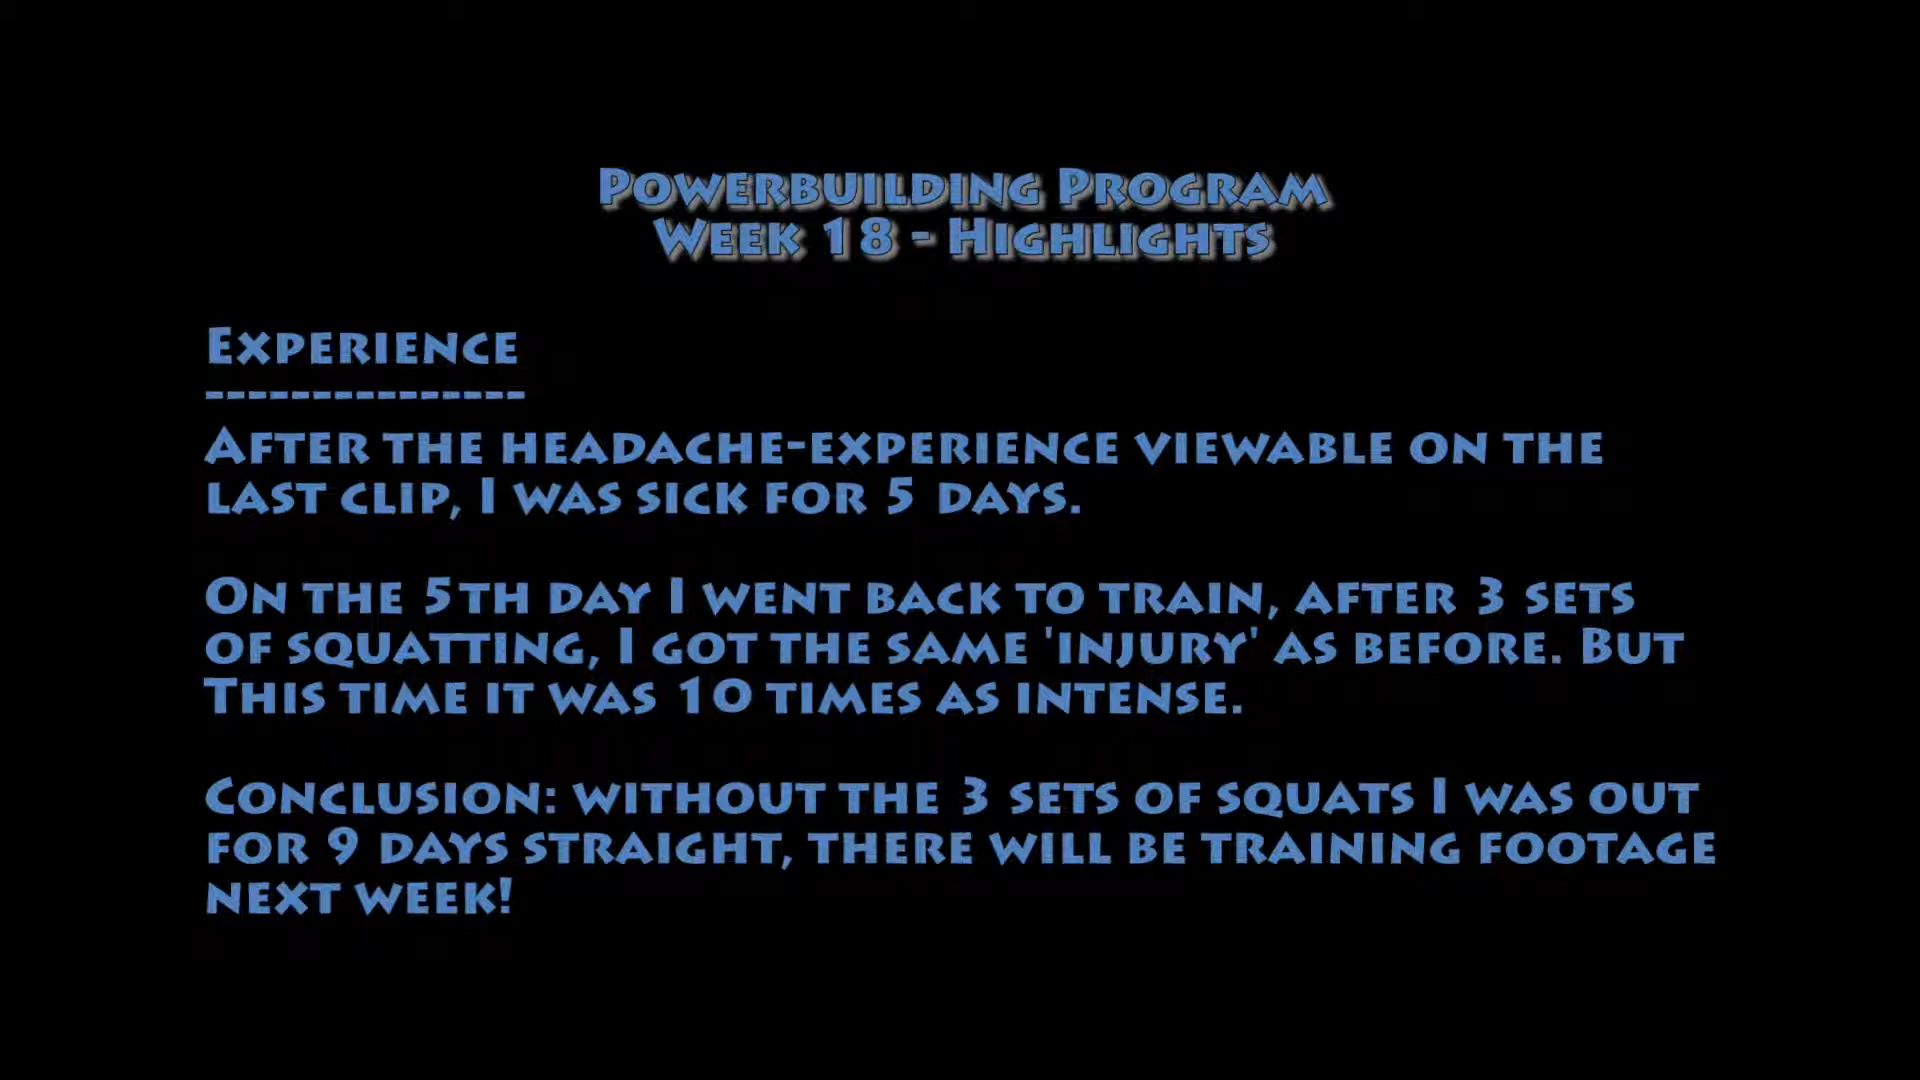 Powerbuilding Program
Week 18 - Highlights
Experience
---------------
After the headache-experience viewable on the
last clip, I was sick for 5 days.
On the 5th day I went back to train, after 3 sets
of squatting, I got the same 'injury' as before. But
This time it was 10 times as intense.
Conclusion: without the 3 sets of squats I was out
for 9 days straight, there will be training footage
next week!